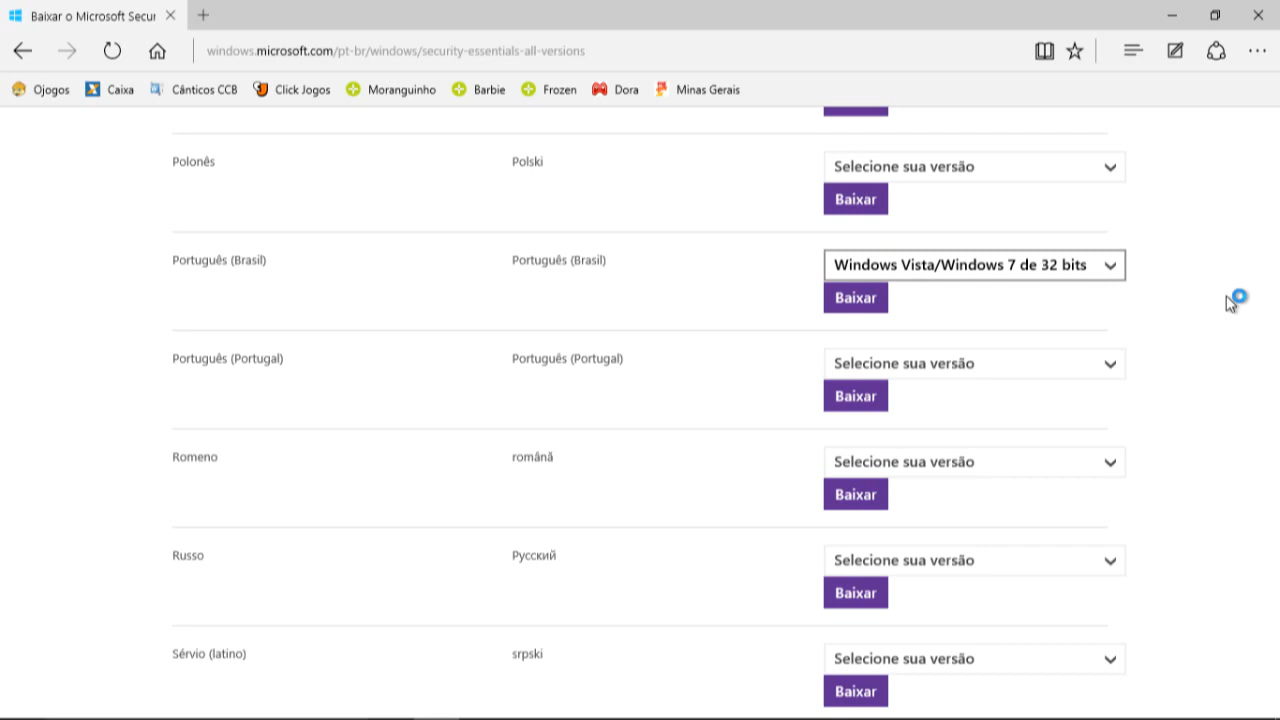 Baixar o Microsoft Secur
windows.microsoft.com/pt-br/windows/security-essentials-all-versions
Ojogos Caixa Cânticos CCB Click Jogos Moranguinho Barbie Frozen Dora Minas Gerais
Polonês Polski Selecione sua versão
Baixar
Português (Brasil) Português (Brasil) Windows Vista/Windows 7 de 32 bits
Baixar
Português (Portugal) Português (Portugal) Selecione sua versão
Baixar
Romeno română Selecione sua versão
Baixar
Russo Русский Selecione sua versão
Baixar
Sérvio (latino) srpski Selecione sua versão
Baixar